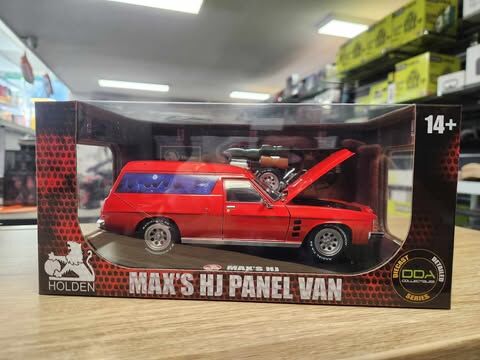 14+
MAX'S HJ
HOLDEN
MAX'S HJ PANEL VAN
DIECAST
DETAILED
DDA
COLLECTIBLES
SERIES